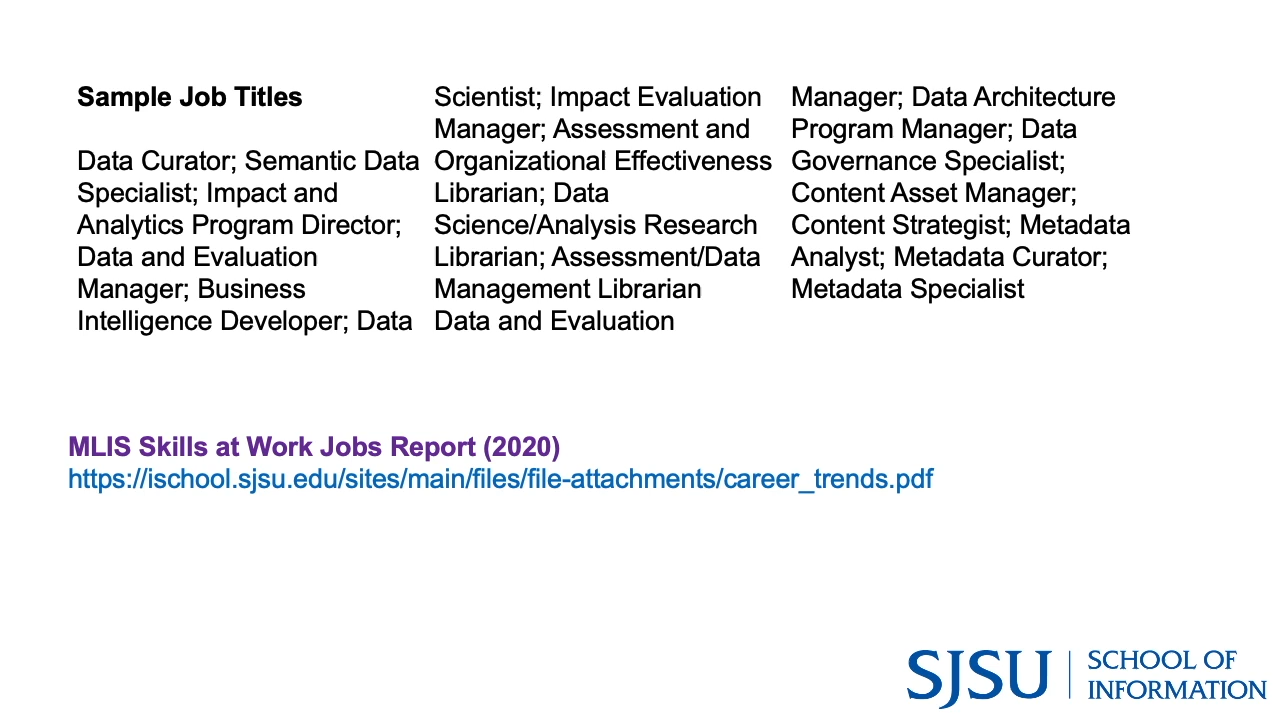 Sample Job Titles
Data Curator; Semantic Data
Specialist; Impact and
Analytics Program Director;
Data and Evaluation
Manager; Business
Intelligence Developer; Data
Scientist; Impact Evaluation
Manager; Assessment and
Organizational Effectiveness
Librarian; Data
Science/Analysis Research
Librarian; Assessment/Data
Management Librarian
Data and Evaluation
Manager; Data Architecture
Program Manager; Data
Governance Specialist;
Content Asset Manager;
Content Strategist; Metadata
Analyst; Metadata Curator;
Metadata Specialist
MLIS Skills at Work Jobs Report (2020)
https://ischool.sjsu.edu/sites/main/files/file-attachments/career_trends.pdf
SJSU
SCHOOL OF
INFORMATION